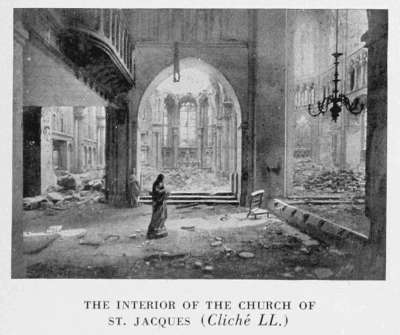 THE INTERIOR OF THE CHURCH OF
ST. JACQUES (Cliché LL.)